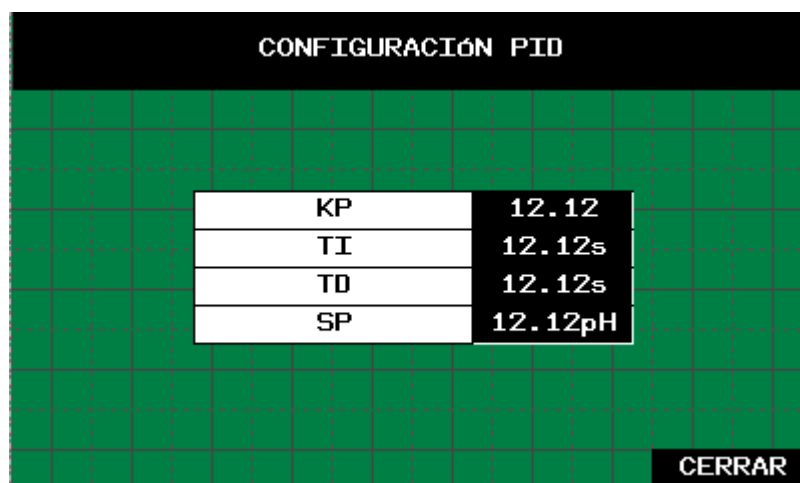 CONFIGURACIóN PID
KP 12.12
TI 12.12s
TD 12.12s
SP 12.12pH
CERRAR